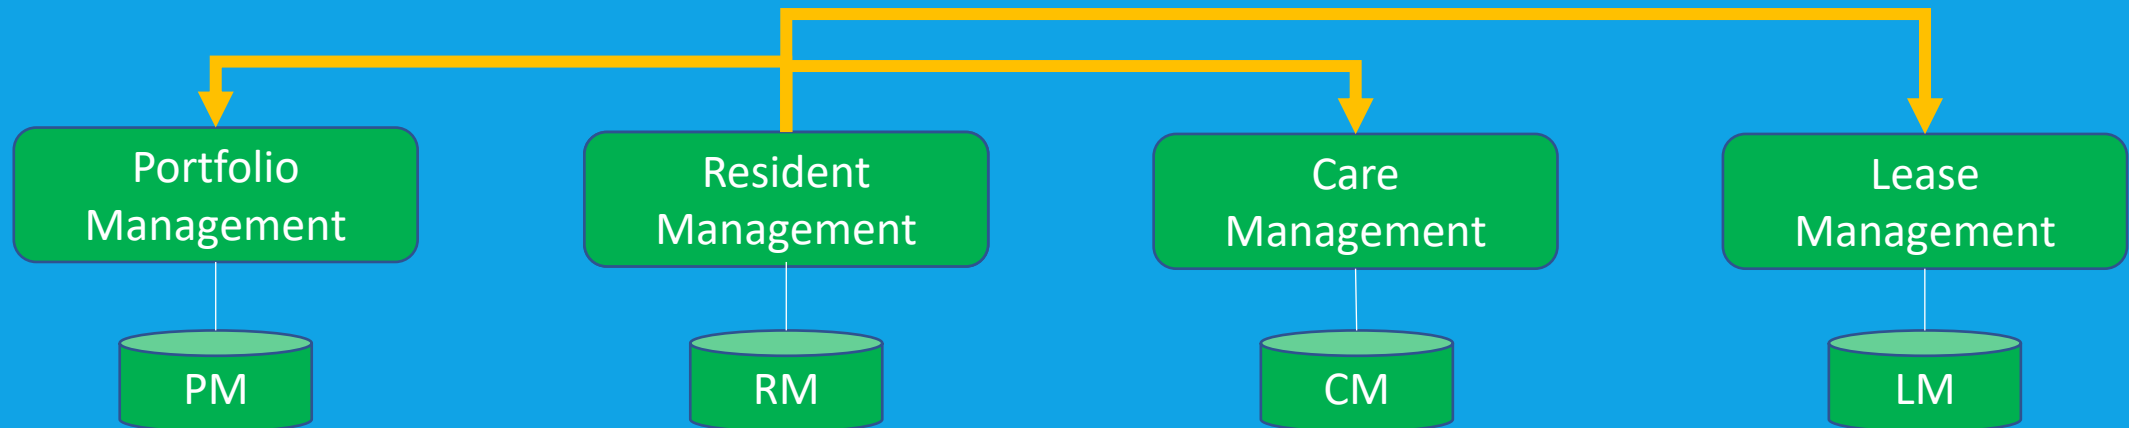 Portfolio
Management
Resident
Management
Care
Management
Lease
Management
PM
RM
CM
LM